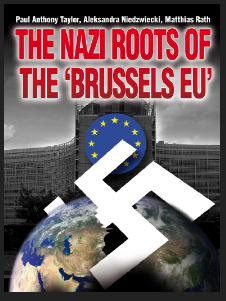 Paul Anthony Taylor, Aleksandra Niedzwiecki, Matthias Rath
THE NAZI ROOTS OF
THE ‘BRUSSELS EU’